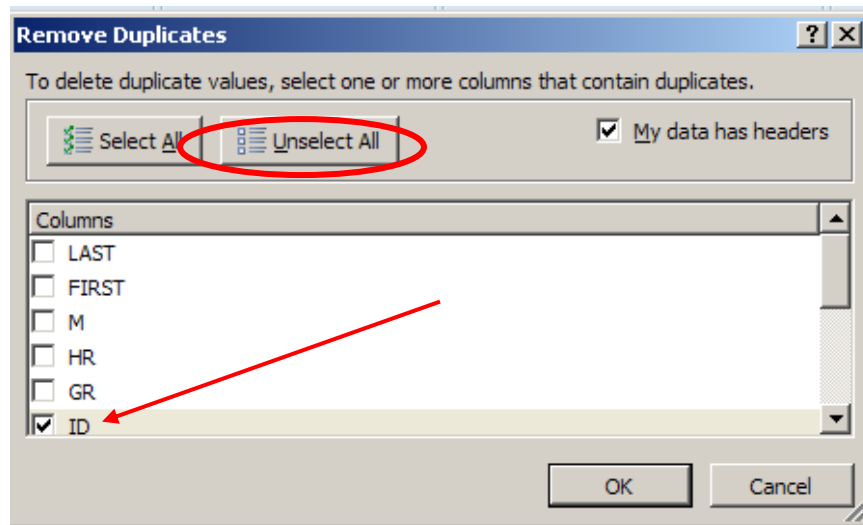 Remove Duplicates
To delete duplicate values, select one or more columns that contain duplicates.
Select All
Unselect All
My data has headers
Columns
LAST
FIRST
M
HR
GR
ID
OK
Cancel